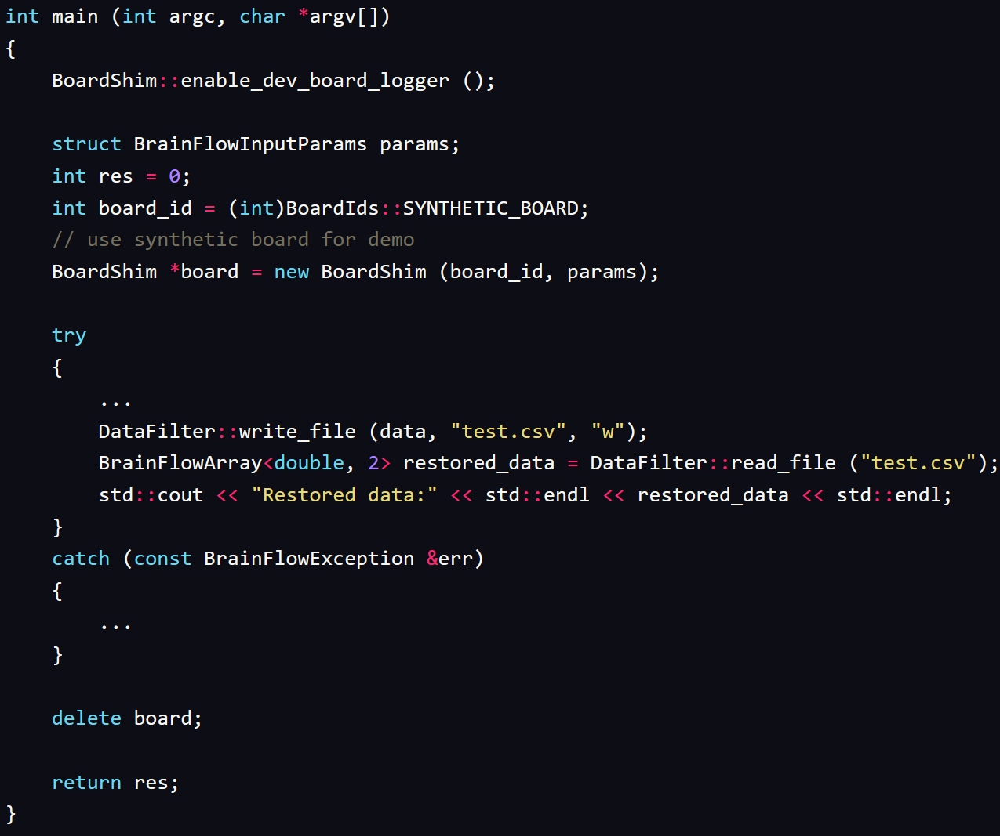 int main (int argc, char *argv[])
{
    BoardShim::enable_dev_board_logger ();

    struct BrainFlowInputParams params;
    int res = 0;
    int board_id = (int)BoardIds::SYNTHETIC_BOARD;
    // use synthetic board for demo
    BoardShim *board = new BoardShim (board_id, params);

    try
    {
        ...
        DataFilter::write_file (data, "test.csv", "w");
        BrainFlowArray<double, 2> restored_data = DataFilter::read_file ("test.csv");
        std::cout << "Restored data:" << std::endl << restored_data << std::endl;
    }
    catch (const BrainFlowException &err)
    {
        ...
    }

    delete board;

    return res;
}